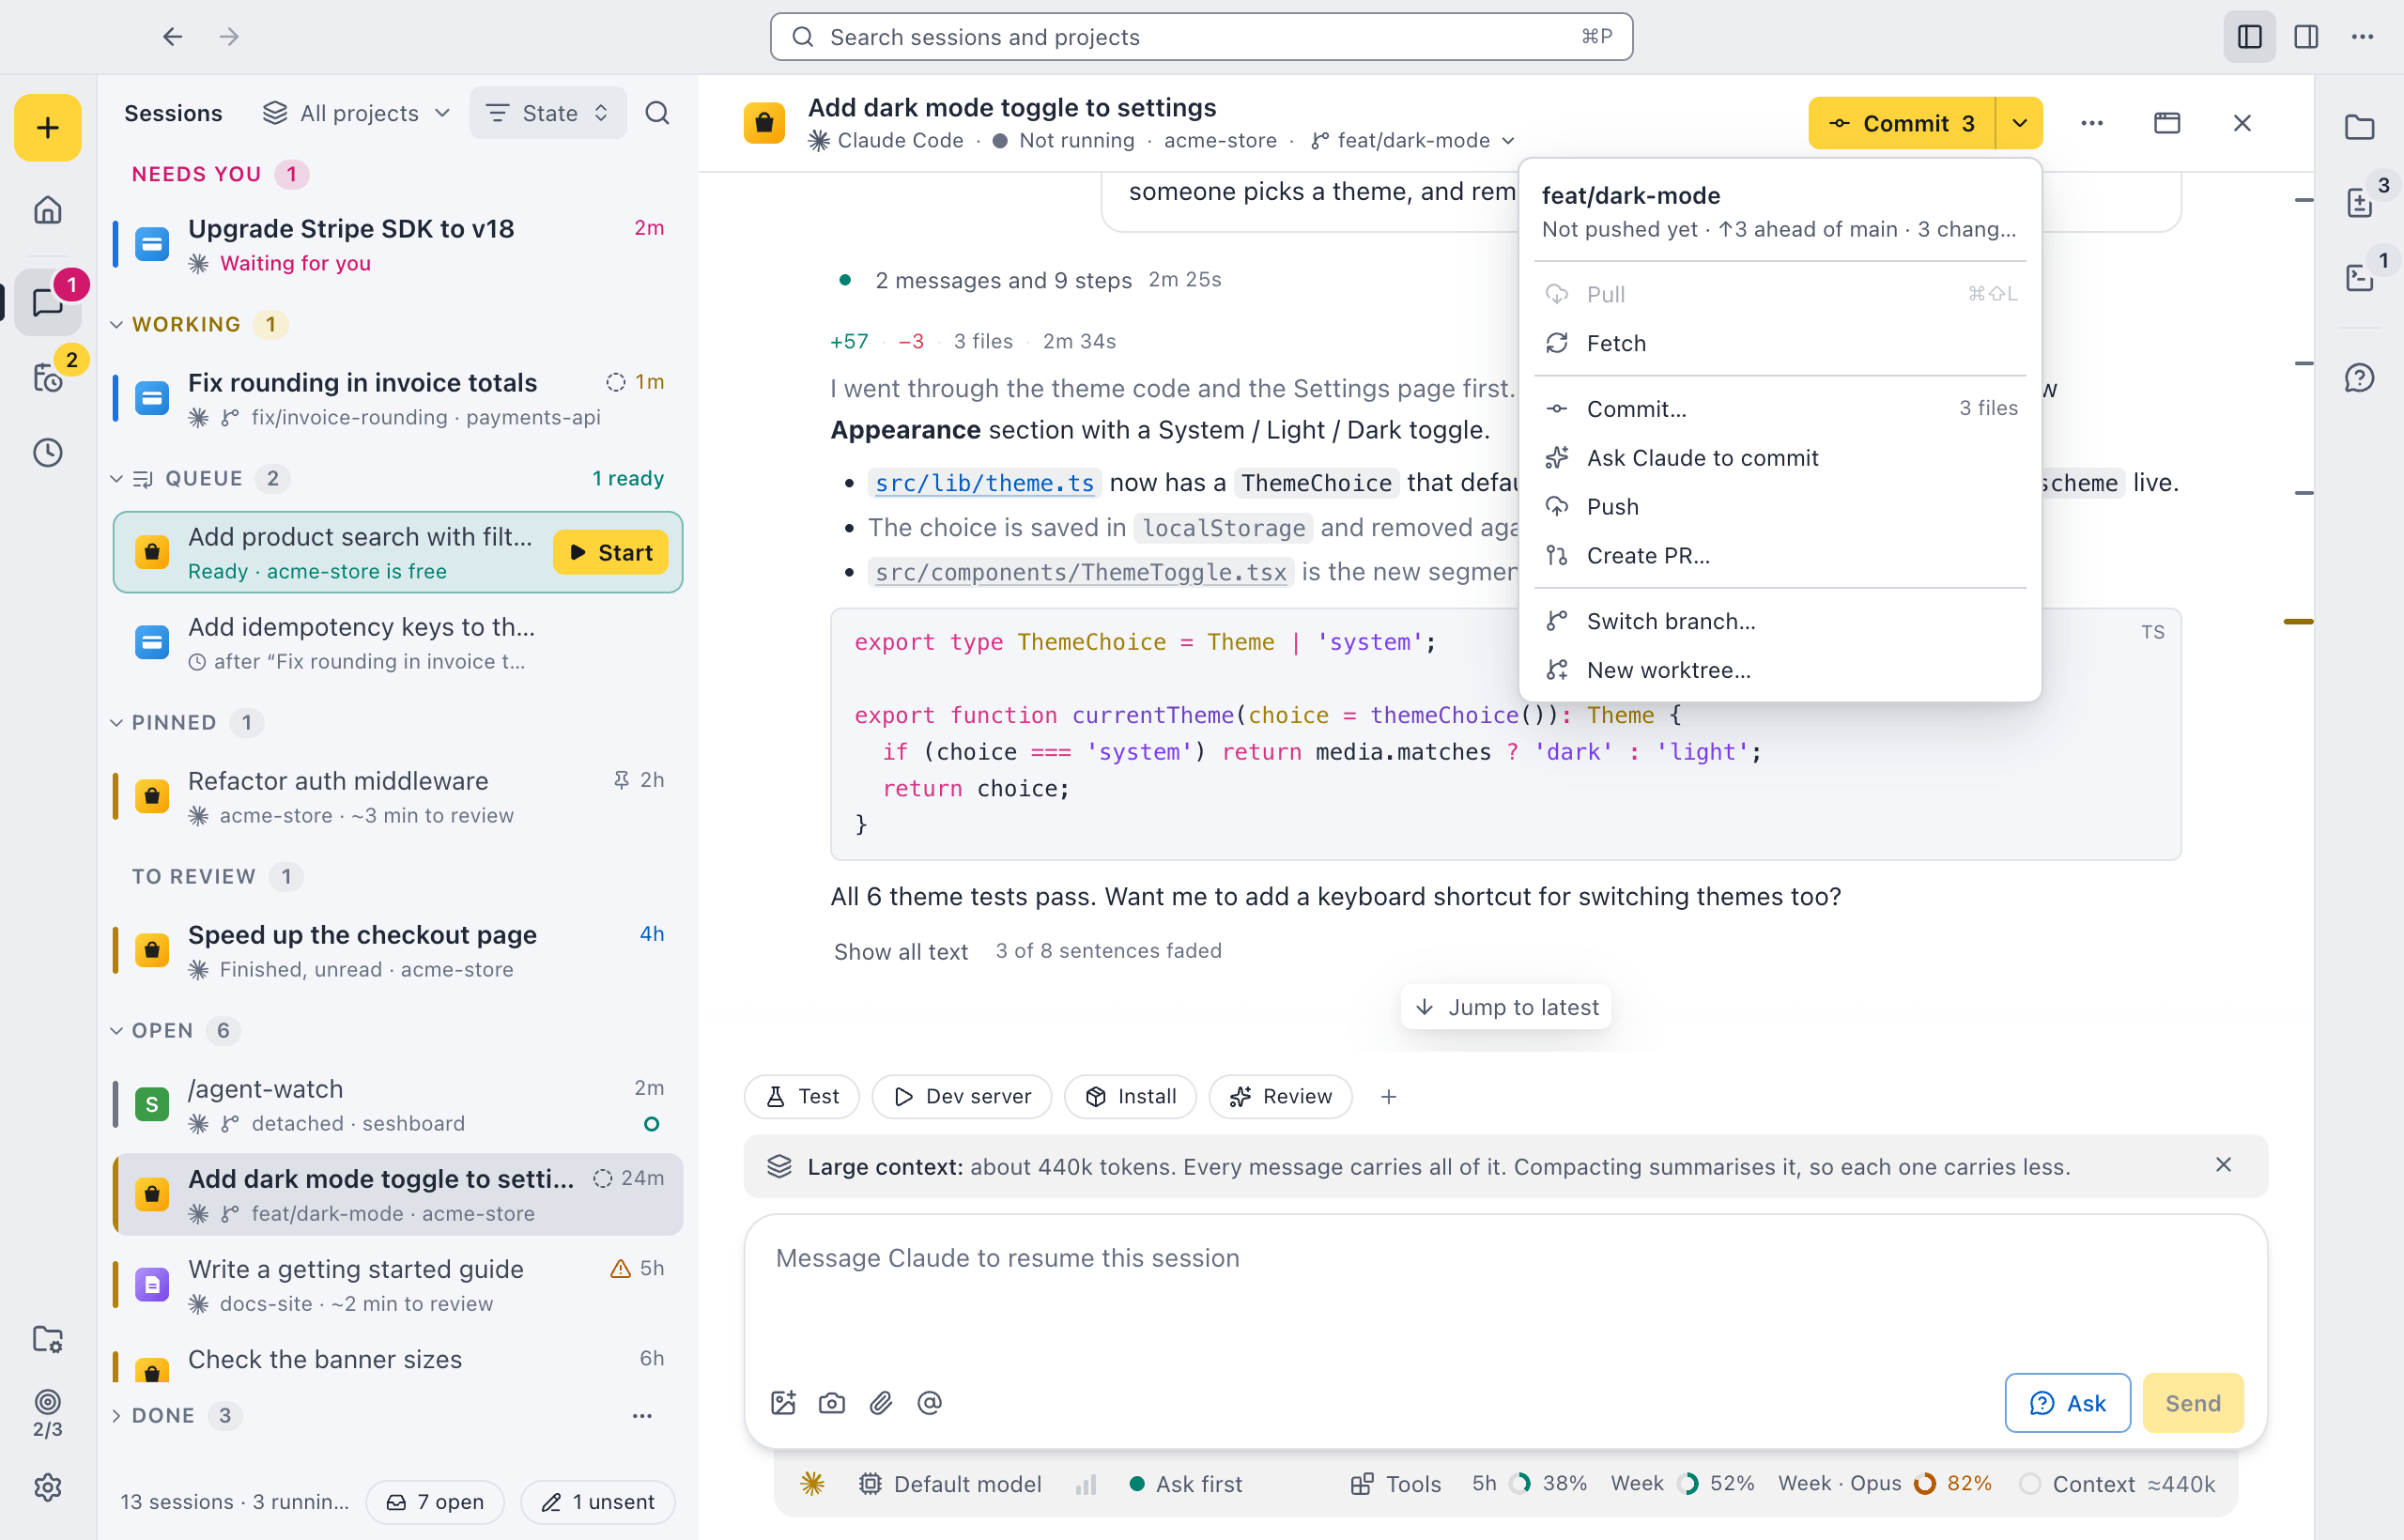 Search sessions and projects ⌘P
Sessions
All projects
State
NEEDS YOU 1
Upgrade Stripe SDK to v18 2m
Waiting for you
WORKING 1
Fix rounding in invoice totals 1m
fix/invoice-rounding · payments-api
QUEUE 2 1 ready
Add product search with filt...
Ready · acme-store is free
Start
Add idempotency keys to th...
after “Fix rounding in invoice t...
PINNED 1
Refactor auth middleware 2h
acme-store · ~3 min to review
TO REVIEW 1
Speed up the checkout page 4h
Finished, unread · acme-store
OPEN 6
S
/agent-watch 2m
detached · seshboard
Add dark mode toggle to setti... 24m
feat/dark-mode · acme-store
Write a getting started guide 5h
docs-site · ~2 min to review
Check the banner sizes 6h
DONE 3
13 sessions · 3 runnin...
7 open
1 unsent
1
2
2/3
Add dark mode toggle to settings
Claude Code · Not running · acme-store · feat/dark-mode
Commit 3
someone picks a theme, and rem
2 messages and 9 steps 2m 25s
+57 · −3 · 3 files · 2m 34s
I went through the theme code and the Settings page first.
Appearance section with a System / Light / Dark toggle.
src/lib/theme.ts now has a ThemeChoice that defau
scheme live.
The choice is saved in localStorage and removed aga
src/components/ThemeToggle.tsx is the new segmen
TS
export type ThemeChoice = Theme | 'system';
export function currentTheme(choice = themeChoice()): Theme {
if (choice === 'system') return media.matches ? 'dark' : 'light';
return choice;
}
All 6 theme tests pass. Want me to add a keyboard shortcut for switching themes too?
Show all text 3 of 8 sentences faded
Jump to latest
feat/dark-mode
Not pushed yet · ↑3 ahead of main · 3 chang...
Pull ⌘⇧L
Fetch
Commit... 3 files
Ask Claude to commit
Push
Create PR...
Switch branch...
New worktree...
Test
Dev server
Install
Review
Large context: about 440k tokens. Every message carries all of it. Compacting summarises it, so each one carries less.
Message Claude to resume this session
Ask
Send
Default model
Ask first
Tools
5h 38%
Week 52%
Week · Opus 82%
Context ≈440k
3
1